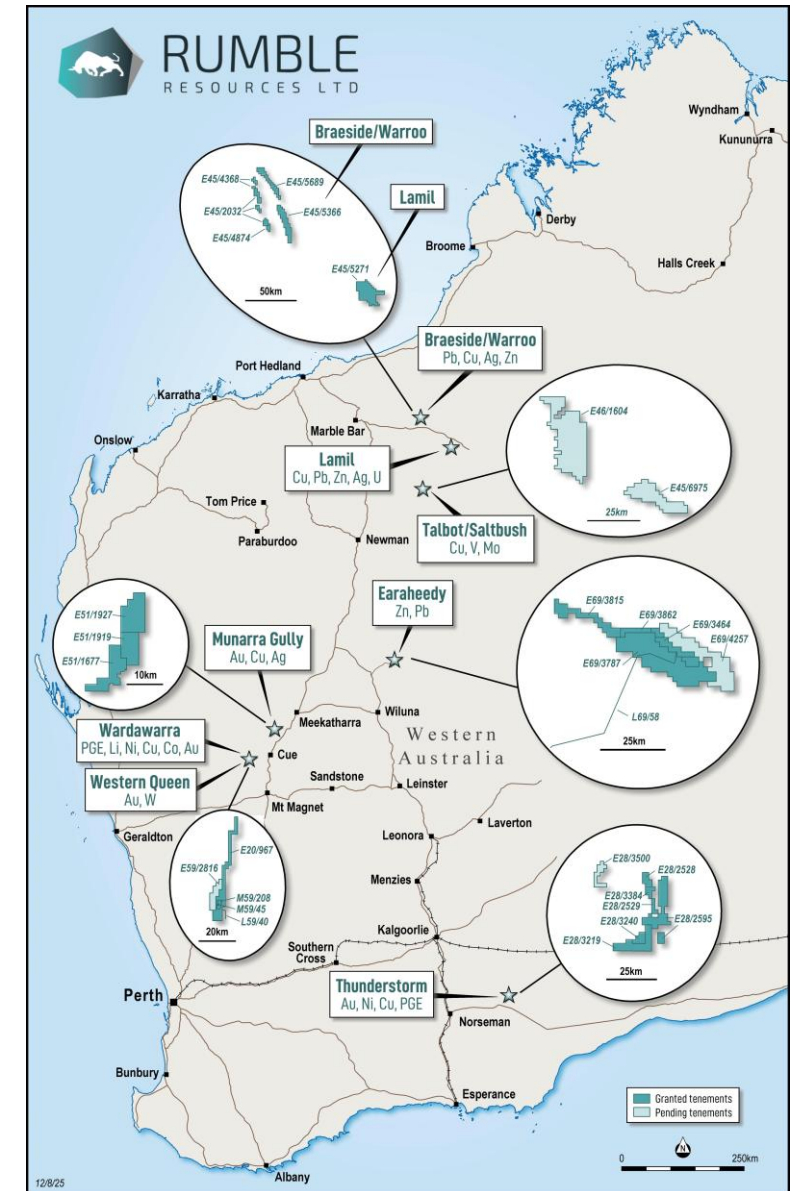 RUMBLE
RESOURCES LTD
Braeside/Warroo
E45/4368
E45/5689
E45/2032
E45/5366
E45/4874
50km
Lamil
E45/5271
Wyndham
Kununurra
Derby
Broome
Halls Creek
Braeside/Warroo
Pb, Cu, Ag, Zn
Port Hedland
Karratha
Marble Bar
Onslow
Lamil
Cu, Pb, Zn, Ag, U
E46/1604
E45/6975
25km
Tom Price
Paraburdoo
Newman
Talbot/Saltbush
Cu, V, Mo
Earaheedy
Zn, Pb
E69/3815
E69/3862
E69/3464
E69/4257
E69/3787
L69/58
25km
E51/1927
E51/1919
E51/1677
10km
Munarra Gully
Au, Cu, Ag
Meekatharra
Wiluna
Western
Australia
Wardawarra
PGE, Li, Ni, Cu, Co, Au
Western Queen
Au, W
Cue
Sandstone
Leinster
Mt Magnet
Geraldton
Leonora
Laverton
E20/967
E59/2816
M59/208
M59/45
L59/40
20km
Menzies
Kalgoorlie
Southern
Cross
E28/3500
E28/2528
E28/3384
E28/2529
E28/3240
E28/2595
E28/3219
25km
Perth
Thunderstorm
Au, Ni, Cu, PGE
Norseman
Bunbury
Esperance
Albany
Granted tenements
Pending tenements
N
0 250km
12/8/25